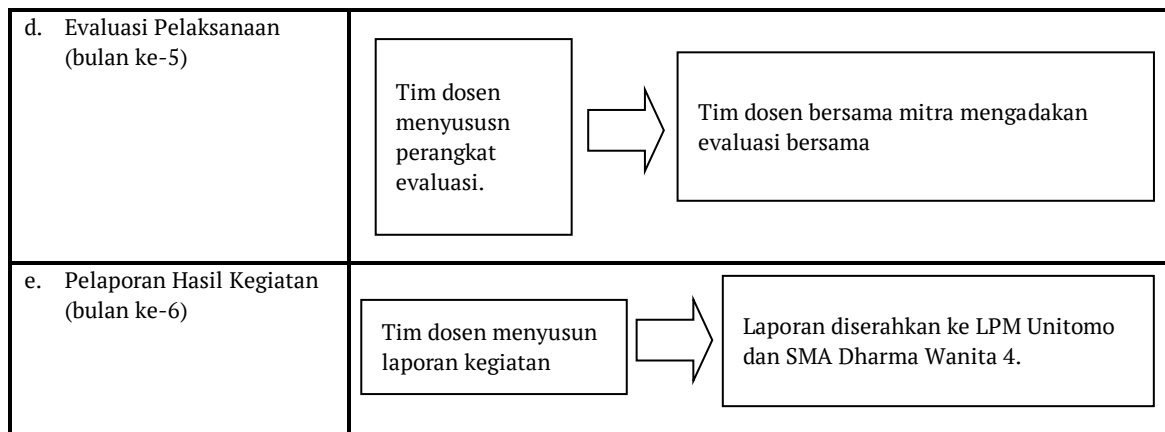 d. Evaluasi Pelaksanaan
(bulan ke-5)
Tim dosen
menyususn
perangkat
evaluasi.
Tim dosen bersama mitra mengadakan
evaluasi bersama
e. Pelaporan Hasil Kegiatan
(bulan ke-6)
Tim dosen menyusun
laporan kegiatan
Laporan diserahkan ke LPM Unitomo
dan SMA Dharma Wanita 4.